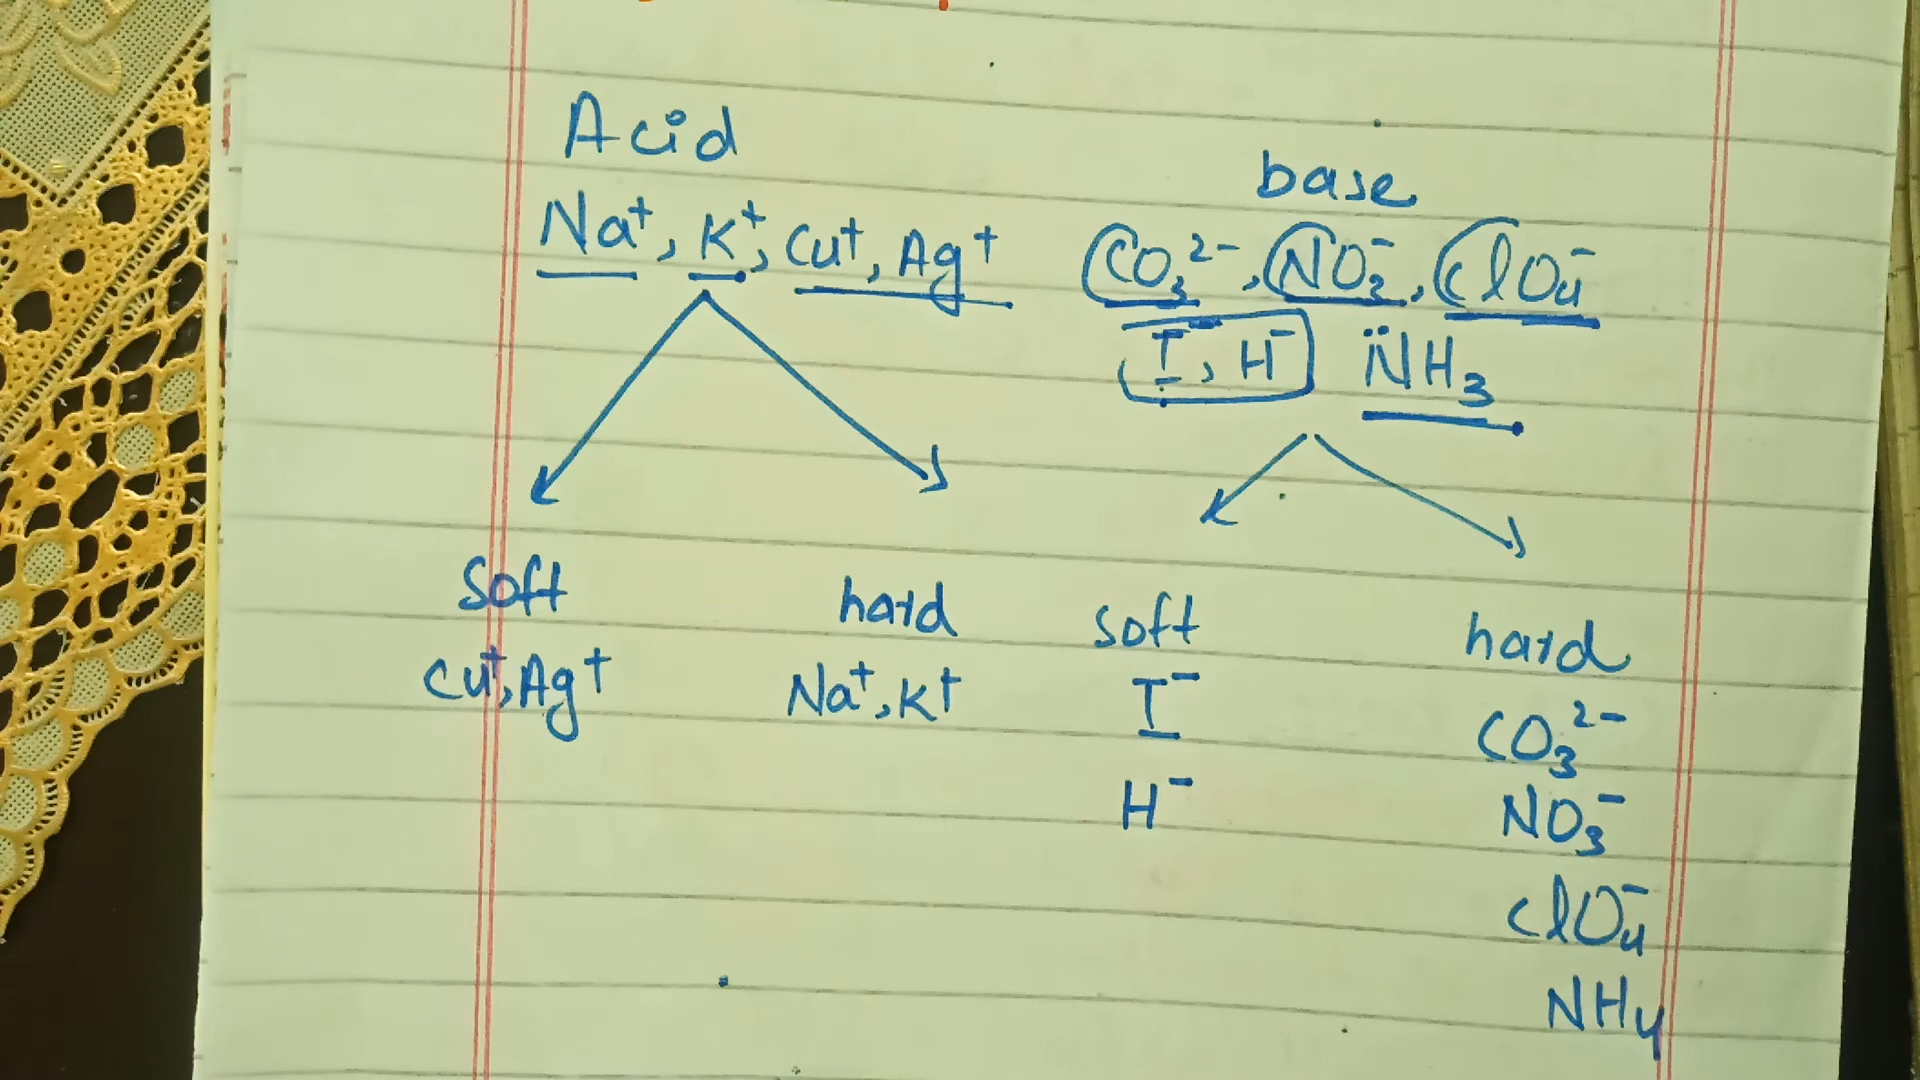 Acid
Na⁺, K⁺, Cu⁺, Ag⁺
soft
Cu⁺, Ag⁺
hard
Na⁺, K⁺
base
CO₃²⁻, NO₃⁻, ClO₄⁻
I⁻, H⁻ N̈H₃
soft
I⁻
H⁻
hard
CO₃²⁻
NO₃⁻
ClO₄⁻
NH₄